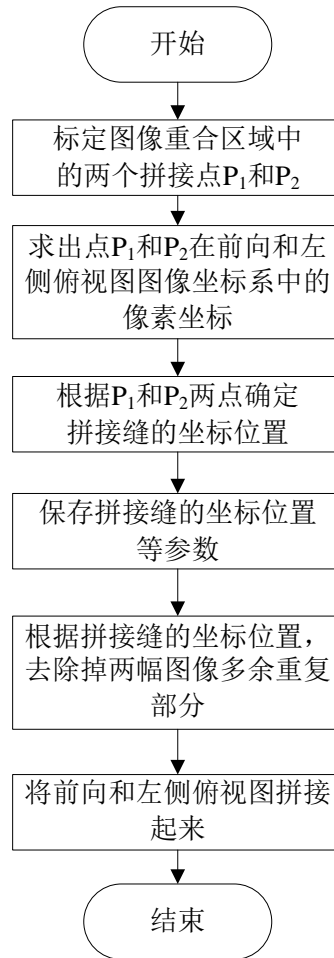 开始
标定图像重合区域中
的两个拼接点P₁和P₂
求出点P₁和P₂在前向和左
侧俯视图图像坐标系中的
像素坐标
根据P₁和P₂两点确定
拼接缝的坐标位置
保存拼接缝的坐标位置
等参数
根据拼接缝的坐标位置，
去除掉两幅图像多余重复
部分
将前向和左侧俯视图拼接
起来
结束